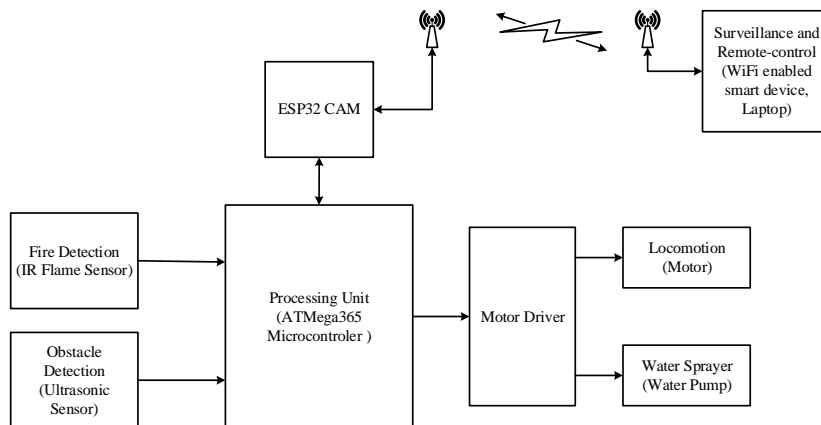 Surveillance and
Remote-control
(WiFi enabled
smart device,
Laptop)
ESP32 CAM
Fire Detection
(IR Flame Sensor)
Processing Unit
(ATMega365
Microcontroler )
Motor Driver
Locomotion
(Motor)
Obstacle
Detection
(Ultrasonic
Sensor)
Water Sprayer
(Water Pump)